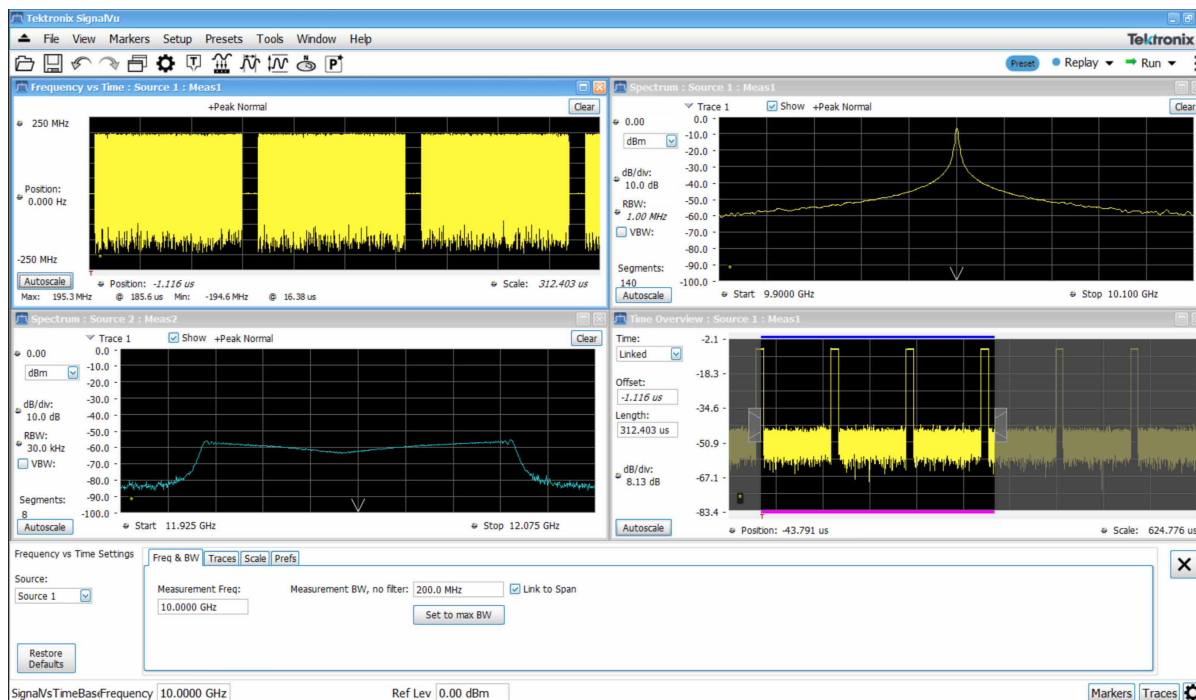 Tektronix SignalVu
File View Markers Setup Presets Tools Window Help
Tektronix
Preset Replay Run
Frequency vs Time : Source 1 : Meas1
+Peak Normal
Clear
250 MHz
Position:
0.000 Hz
-250 MHz
Autoscale
Position: -1.116 us
Scale: 312.403 us
Max: 195.3 MHz @ 185.6 us Min: -194.6 MHz @ 16.38 us
Spectrum : Source 1 : Meas1
Trace 1 Show +Peak Normal
Clear
0.00
dBm
dB/div:
10.0 dB
RBW:
1.00 MHz
VBW:
Segments:
140
Autoscale
0.0
-10.0
-20.0
-30.0
-40.0
-50.0
-60.0
-70.0
-80.0
-90.0
-100.0
Start 9.9000 GHz
Stop 10.100 GHz
Spectrum : Source 2 : Meas2
Trace 1 Show +Peak Normal
Clear
0.00
dBm
dB/div:
10.0 dB
RBW:
30.0 kHz
VBW:
Segments:
8
Autoscale
0.0
-10.0
-20.0
-30.0
-40.0
-50.0
-60.0
-70.0
-80.0
-90.0
-100.0
Start 11.925 GHz
Stop 12.075 GHz
Time Overview : Source 1 : Meas1
Time:
Linked
Offset:
-1.116 us
Length:
312.403 us
dB/div:
8.13 dB
Autoscale
-2.1
-18.3
-34.6
-50.9
-67.1
-83.4
Position: -43.791 us
Scale: 624.776 us
Frequency vs Time Settings
Freq & BW Traces Scale Prefs
Source:
Source 1
Restore
Defaults
Measurement Freq:
10.0000 GHz
Measurement BW, no filter: 200.0 MHz Link to Span
Set to max BW
SignalVsTimeBase Frequency 10.0000 GHz
Ref Lev 0.00 dBm
Markers Traces